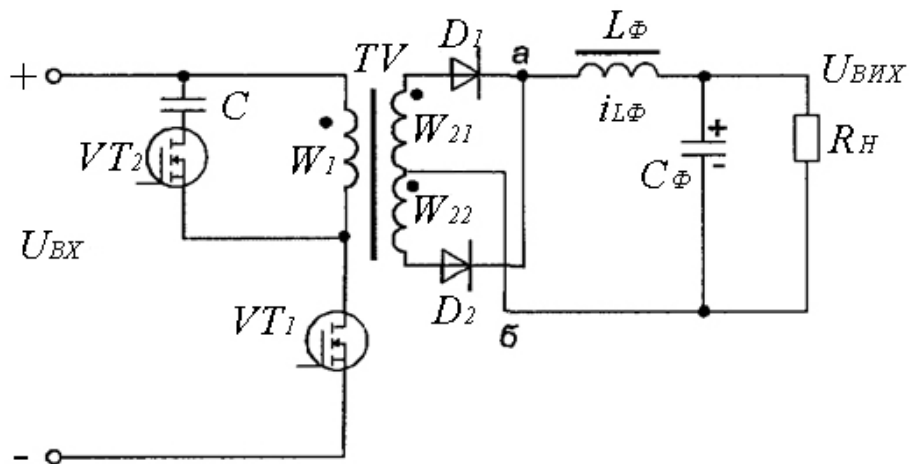 +
C
VT2
W1
UВХ
VT1
-
TV
D1
W21
W22
D2
а
б
LФ
iLФ
UВИХ
+
-
CФ
RН